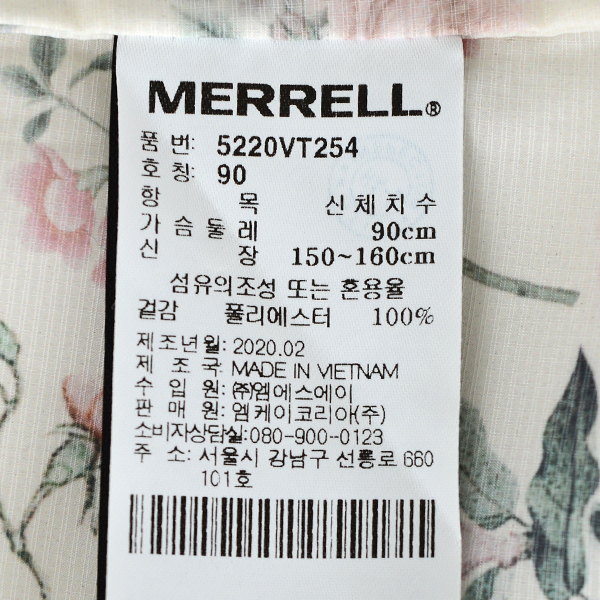 MERRELL®
품 번: 5220VT254
호 칭: 90
항 목 신체치수
가슴둘레 90cm
신 장 150~160cm
섬유의조성 또는 혼용율
겉감 폴리에스터 100%
제조년월: 2020.02
제 조 국: MADE IN VIETNAM
수 입 원: ㈜엠에스에이
판 매 원: 엠케이코리아(주)
소비자상담실: 080-900-0123
주 소: 서울시 강남구 선릉로 660
101호